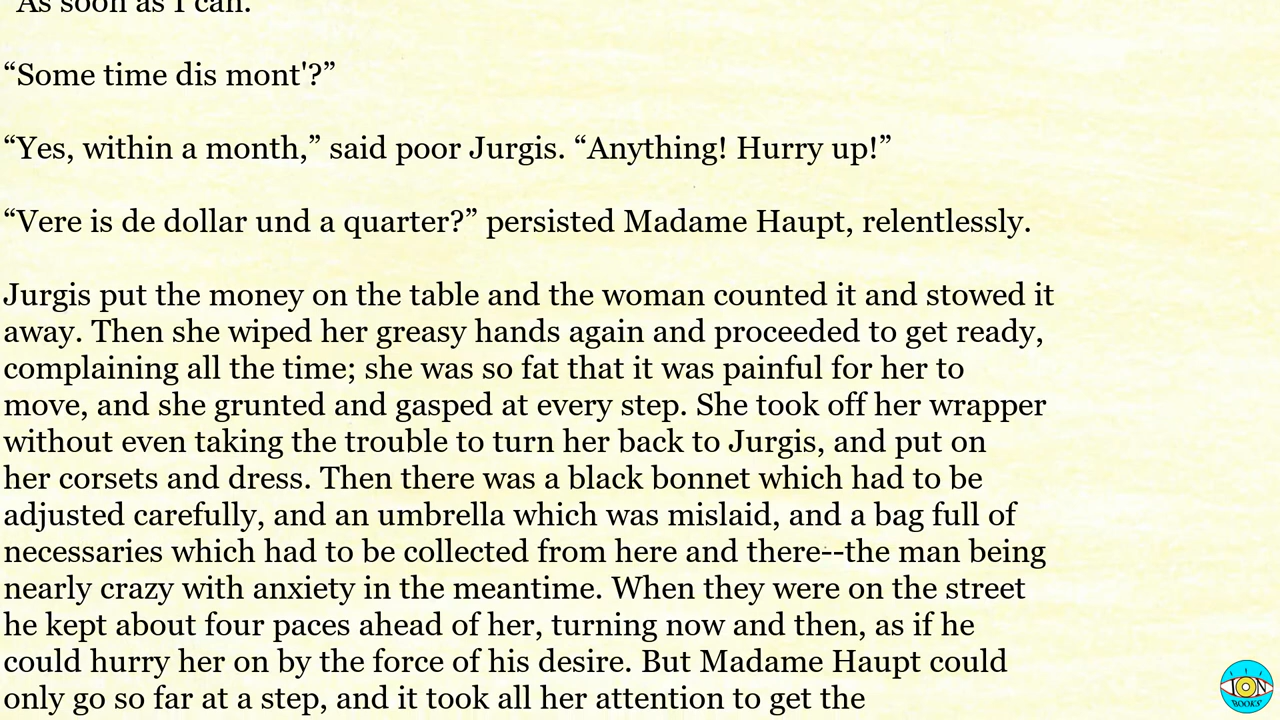 “As soon as I can.
“Some time dis mont'?”
“Yes, within a month,” said poor Jurgis. “Anything! Hurry up!”
“Vere is de dollar und a quarter?” persisted Madame Haupt, relentlessly.
Jurgis put the money on the table and the woman counted it and stowed it
away. Then she wiped her greasy hands again and proceeded to get ready,
complaining all the time; she was so fat that it was painful for her to
move, and she grunted and gasped at every step. She took off her wrapper
without even taking the trouble to turn her back to Jurgis, and put on
her corsets and dress. Then there was a black bonnet which had to be
adjusted carefully, and an umbrella which was mislaid, and a bag full of
necessaries which had to be collected from here and there--the man being
nearly crazy with anxiety in the meantime. When they were on the street
he kept about four paces ahead of her, turning now and then, as if he
could hurry her on by the force of his desire. But Madame Haupt could
only go so far at a step, and it took all her attention to get the
ION
BOOKS